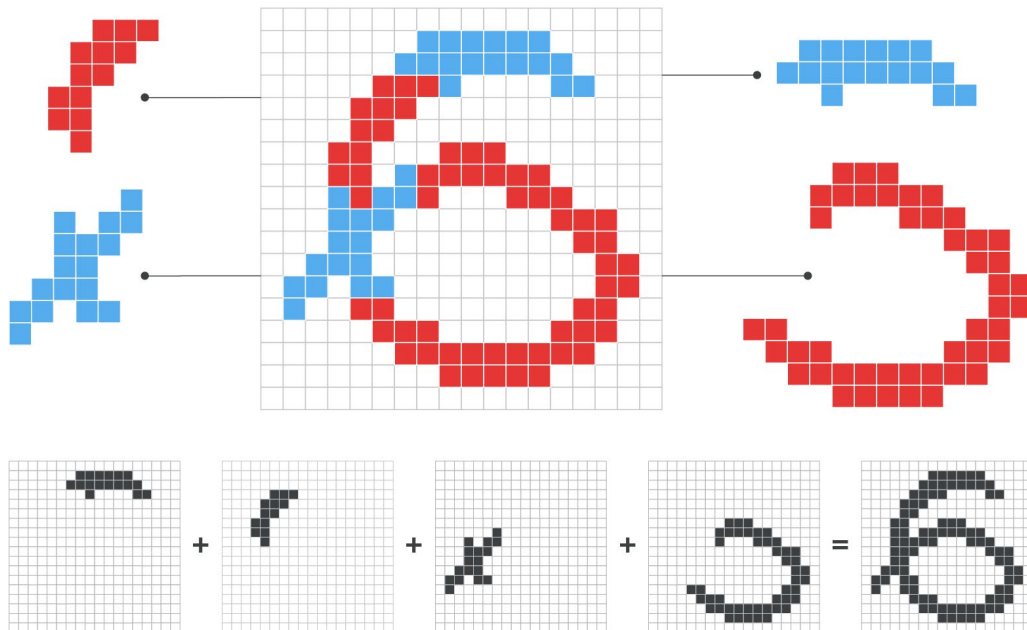 + + + =